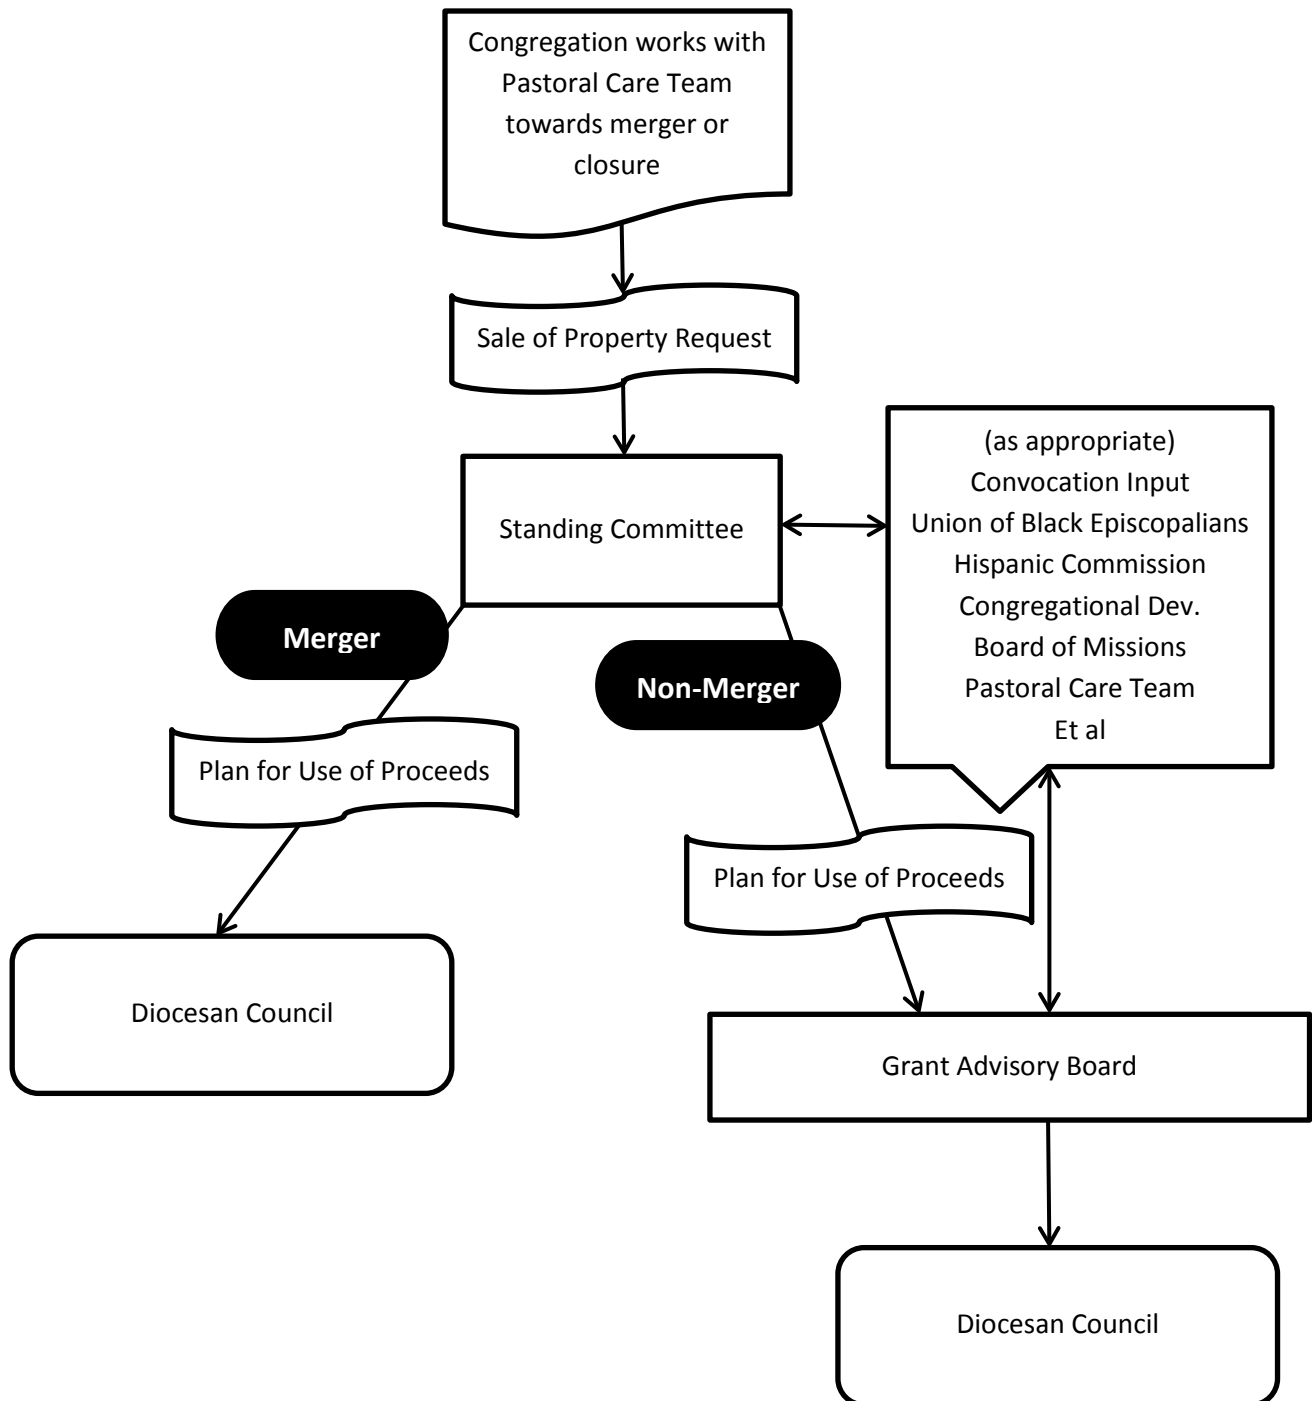 Congregation works with
Pastoral Care Team
towards merger or
closure
Sale of Property Request
Standing Committee
(as appropriate)
Convocation Input
Union of Black Episcopalians
Hispanic Commission
Congregational Dev.
Board of Missions
Pastoral Care Team
Et al
Merger
Non-Merger
Plan for Use of Proceeds
Plan for Use of Proceeds
Diocesan Council
Grant Advisory Board
Diocesan Council